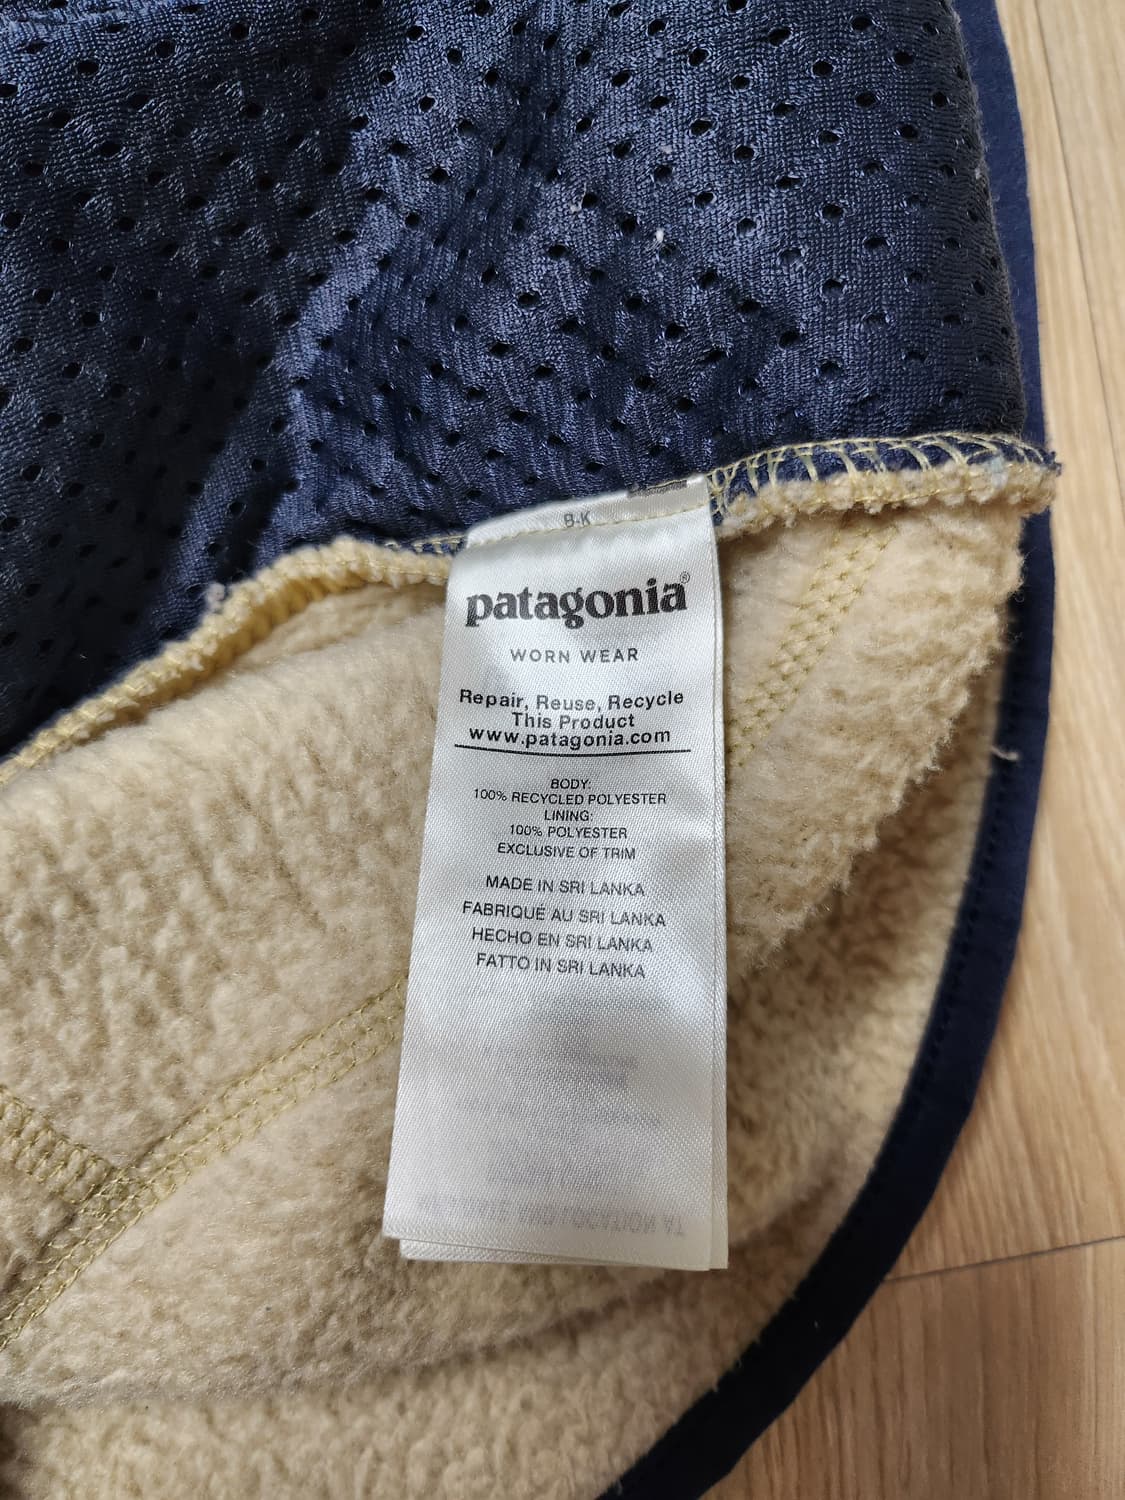 B-K
patagonia®
WORN WEAR
Repair, Reuse, Recycle
This Product
www.patagonia.com
BODY:
100% RECYCLED POLYESTER
LINING:
100% POLYESTER
EXCLUSIVE OF TRIM
MADE IN SRI LANKA
FABRIQUÉ AU SRI LANKA
HECHO EN SRI LANKA
FATTO IN SRI LANKA